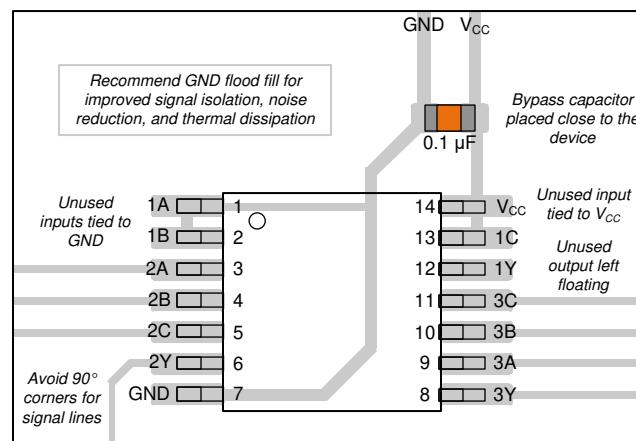 GND VCC
Recommend GND flood fill for
improved signal isolation, noise
reduction, and thermal dissipation
Bypass capacitor
placed close to the
device
0.1 µF
Unused
inputs tied to
GND
1A 1 14 VCC
1B 2 13 1C
2A 3 12 1Y
2B 4 11 3C
2C 5 10 3B
2Y 6 9 3A
GND 7 8 3Y
Unused input
tied to VCC
Unused
output left
floating
Avoid 90°
corners for
signal lines